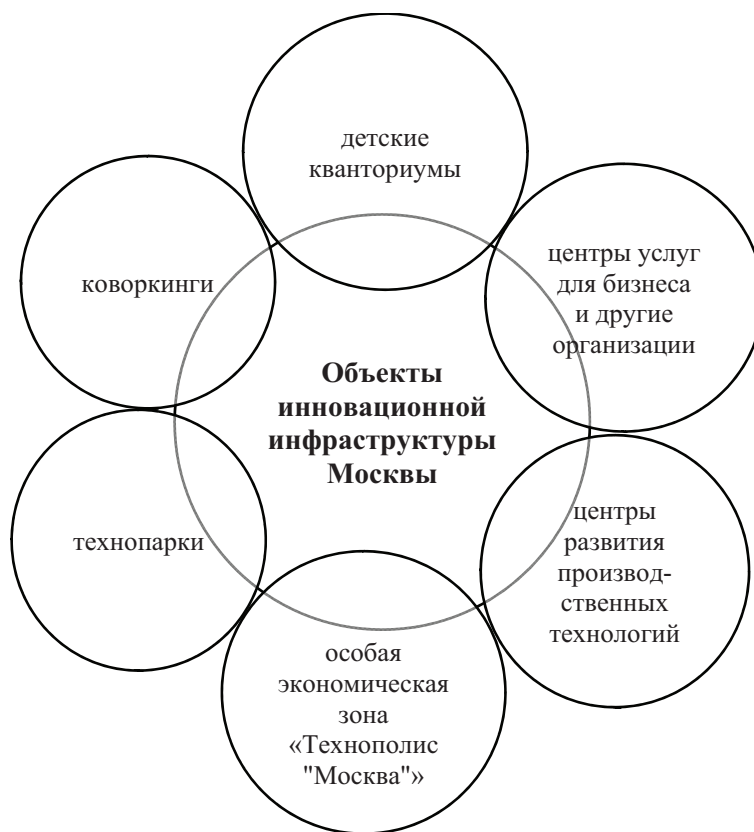 детские
кванториумы
центры услуг
для бизнеса
и другие
организации
коворкинги
Объекты
инновационной
инфраструктуры
Москвы
технопарки
центры
развития
производ-
ственных
технологий
особая
экономическая
зона
«Технополис
"Москва"»